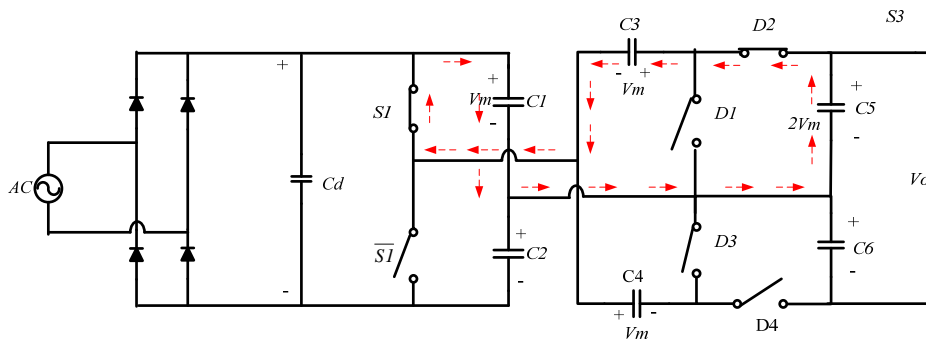 S3
C3
D2
+
+
- +
Vm
+
Vm
C1
S1
D1
2Vm
C5
-
-
AC
Cd
Vo
+
+
S1
C2
D3
C6
-
-
-
C4
+ -
Vm
D4